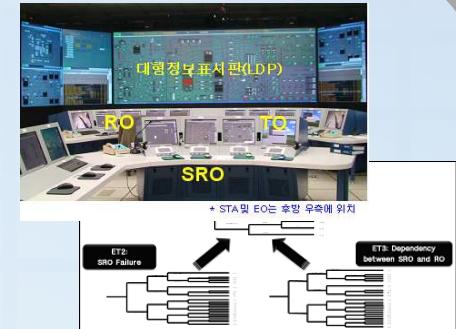 대형정보표시판(LDP)
RO
TO
SRO
* STA 및 EO는 후방 우측에 위치
ET2:
SRO Failure
ET3: Dependency
between SRO and RO